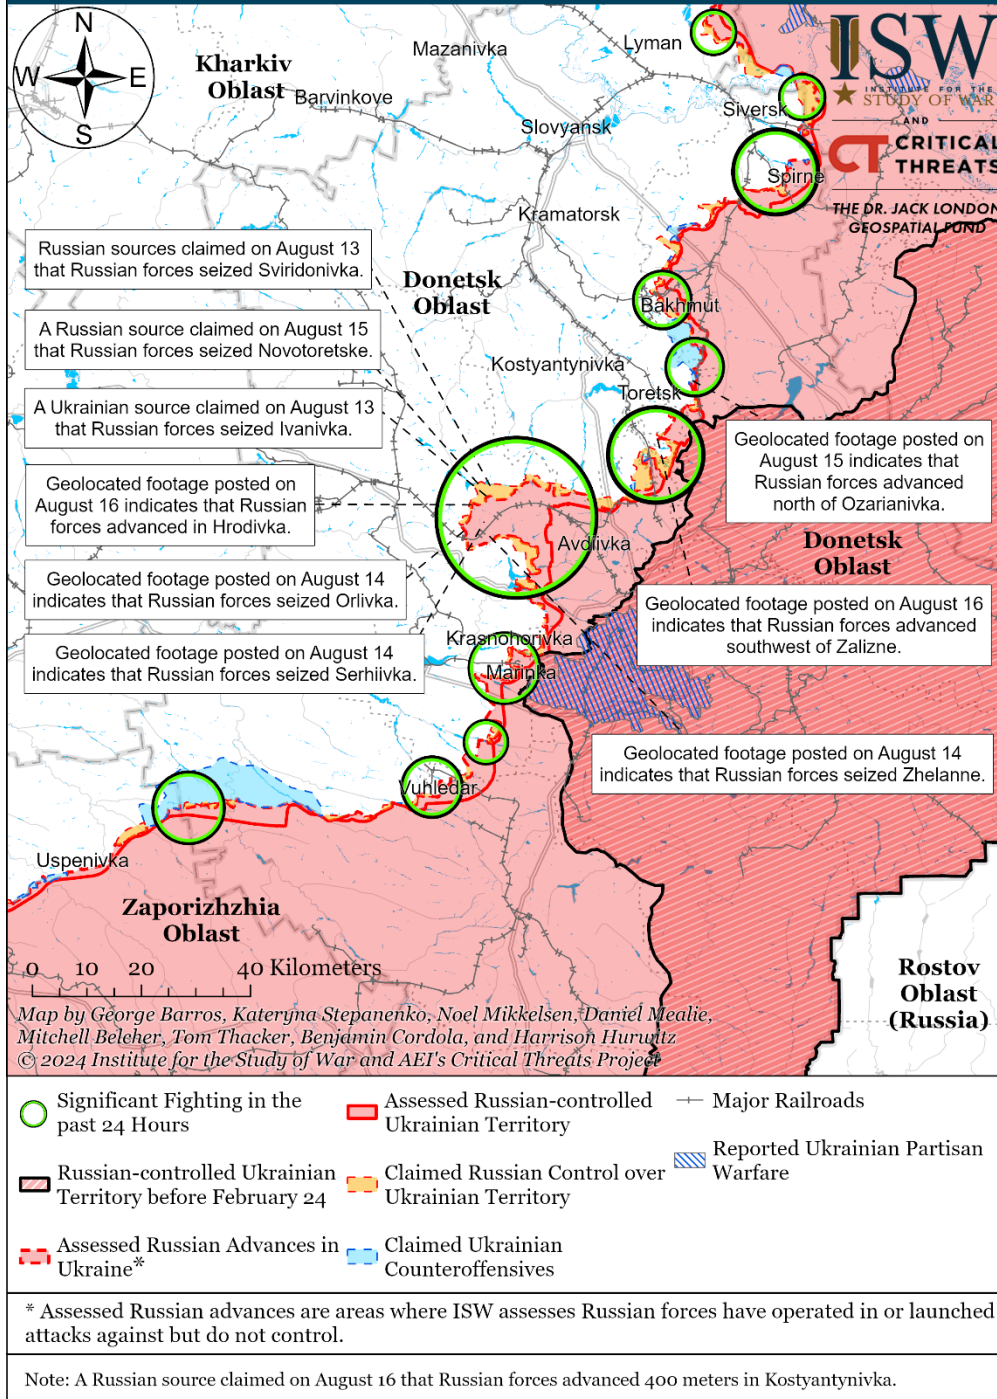 N
W
E
S
Kharkiv
Oblast
Mazanivka
Barvinkove
Lyman
Slovyansk
Siversk
ISW
INSTITUTE FOR THE
STUDY OF WAR
AND
CT CRITICAL
THREATS
THE DR. JACK LONDON
GEOSPATIAL FUND
Spirne
Kramatorsk
Russian sources claimed on August 13
that Russian forces seized Sviridonivka.
Donetsk
Oblast
Bakhmut
A Russian source claimed on August 15
that Russian forces seized Novotoretske.
Kostyantynivka
Toretsk
A Ukrainian source claimed on August 13
that Russian forces seized Ivanivka.
Geolocated footage posted on
August 15 indicates that
Russian forces advanced
north of Ozarianivka.
Geolocated footage posted on
August 16 indicates that Russian
forces advanced in Hrodivka.
Avdiivka
Donetsk
Oblast
Geolocated footage posted on August 14
indicates that Russian forces seized Orlivka.
Geolocated footage posted on August 16
indicates that Russian forces advanced
southwest of Zalizne.
Geolocated footage posted on August 14
indicates that Russian forces seized Serhiivka.
Krasnohorivka
Marinka
Geolocated footage posted on August 14
indicates that Russian forces seized Zhelanne.
Vuhledar
Uspenivka
Zaporizhzhia
Oblast
Rostov
Oblast
(Russia)
0 10 20 40 Kilometers
Map by George Barros, Kateryna Stepanenko, Noel Mikkelsen, Daniel Mealie,
Mitchell Belcher, Tom Thacker, Benjamin Cordola, and Harrison Hurwitz
© 2024 Institute for the Study of War and AEI's Critical Threats Project
Significant Fighting in the
past 24 Hours
Russian-controlled Ukrainian
Territory before February 24
Assessed Russian Advances in
Ukraine*
Assessed Russian-controlled
Ukrainian Territory
Claimed Russian Control over
Ukrainian Territory
Claimed Ukrainian
Counteroffensives
Major Railroads
Reported Ukrainian Partisan
Warfare
* Assessed Russian advances are areas where ISW assesses Russian forces have operated in or launched
attacks against but do not control.
Note: A Russian source claimed on August 16 that Russian forces advanced 400 meters in Kostyantynivka.